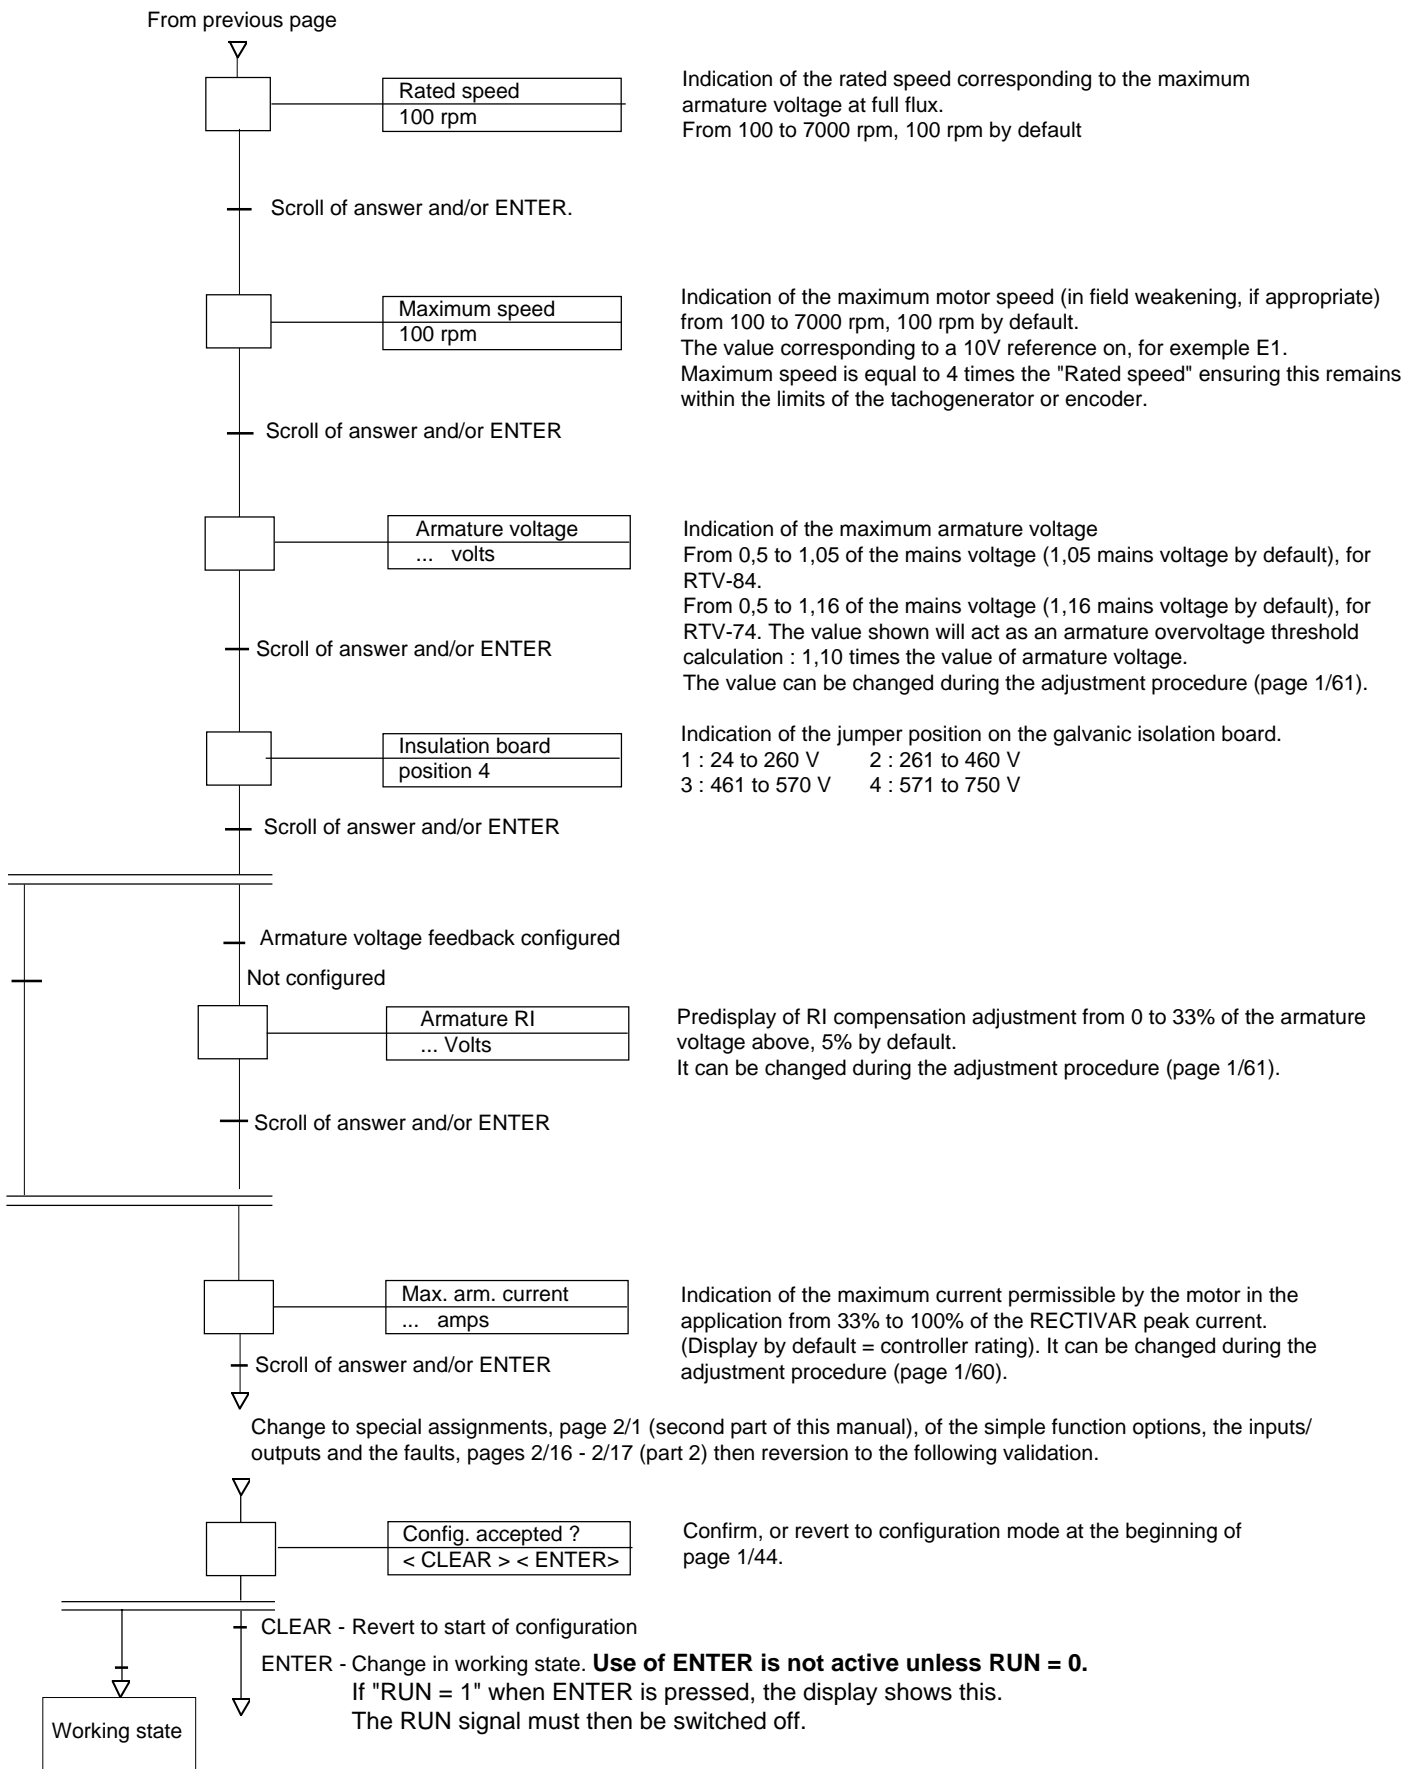 From previous page
Rated speed
100 rpm
Indication of the rated speed corresponding to the maximum
armature voltage at full flux.
From 100 to 7000 rpm, 100 rpm by default
Scroll of answer and/or ENTER.
Maximum speed
100 rpm
Indication of the maximum motor speed (in field weakening, if appropriate)
from 100 to 7000 rpm, 100 rpm by default.
The value corresponding to a 10V reference on, for exemple E1.
Maximum speed is equal to 4 times the "Rated speed" ensuring this remains
within the limits of the tachogenerator or encoder.
Scroll of answer and/or ENTER
Armature voltage
... volts
Indication of the maximum armature voltage
From 0,5 to 1,05 of the mains voltage (1,05 mains voltage by default), for
RTV-84.
From 0,5 to 1,16 of the mains voltage (1,16 mains voltage by default), for
RTV-74. The value shown will act as an armature overvoltage threshold
calculation : 1,10 times the value of armature voltage.
The value can be changed during the adjustment procedure (page 1/61).
Scroll of answer and/or ENTER
Insulation board
position 4
Indication of the jumper position on the galvanic isolation board.
1 : 24 to 260 V 2 : 261 to 460 V
3 : 461 to 570 V 4 : 571 to 750 V
Scroll of answer and/or ENTER
Armature voltage feedback configured
Not configured
Armature RI
... Volts
Predisplay of RI compensation adjustment from 0 to 33% of the armature
voltage above, 5% by default.
It can be changed during the adjustment procedure (page 1/61).
Scroll of answer and/or ENTER
Max. arm. current
... amps
Indication of the maximum current permissible by the motor in the
application from 33% to 100% of the RECTIVAR peak current.
(Display by default = controller rating). It can be changed during the
adjustment procedure (page 1/60).
Scroll of answer and/or ENTER
Change to special assignments, page 2/1 (second part of this manual), of the simple function options, the inputs/
outputs and the faults, pages 2/16 - 2/17 (part 2) then reversion to the following validation.
Config. accepted ?
< CLEAR > < ENTER>
Confirm, or revert to configuration mode at the beginning of
page 1/44.
CLEAR - Revert to start of configuration
ENTER - Change in working state. Use of ENTER is not active unless RUN = 0.
If "RUN = 1" when ENTER is pressed, the display shows this.
The RUN signal must then be switched off.
Working state